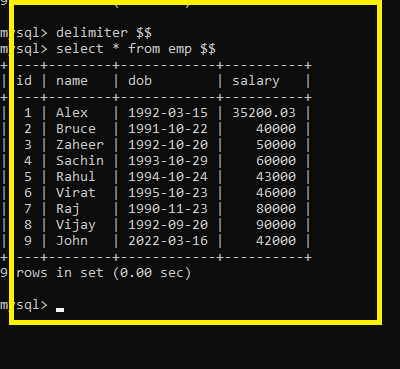 mysql> delimiter $$
mysql> select * from emp $$
+----+--------+------------+----------+
| id | name   | dob        | salary   |
+----+--------+------------+----------+
|  1 | Alex   | 1992-03-15 | 35200.03 |
|  2 | Bruce  | 1991-10-22 |    40000 |
|  3 | Zaheer | 1992-10-20 |    50000 |
|  4 | Sachin | 1993-10-29 |    60000 |
|  5 | Rahul  | 1994-10-24 |    43000 |
|  6 | Virat  | 1995-10-23 |    46000 |
|  7 | Raj    | 1990-11-23 |    80000 |
|  8 | Vijay  | 1992-09-20 |    90000 |
|  9 | John   | 2022-03-16 |    42000 |
+----+--------+------------+----------+
9 rows in set (0.00 sec)
mysql>